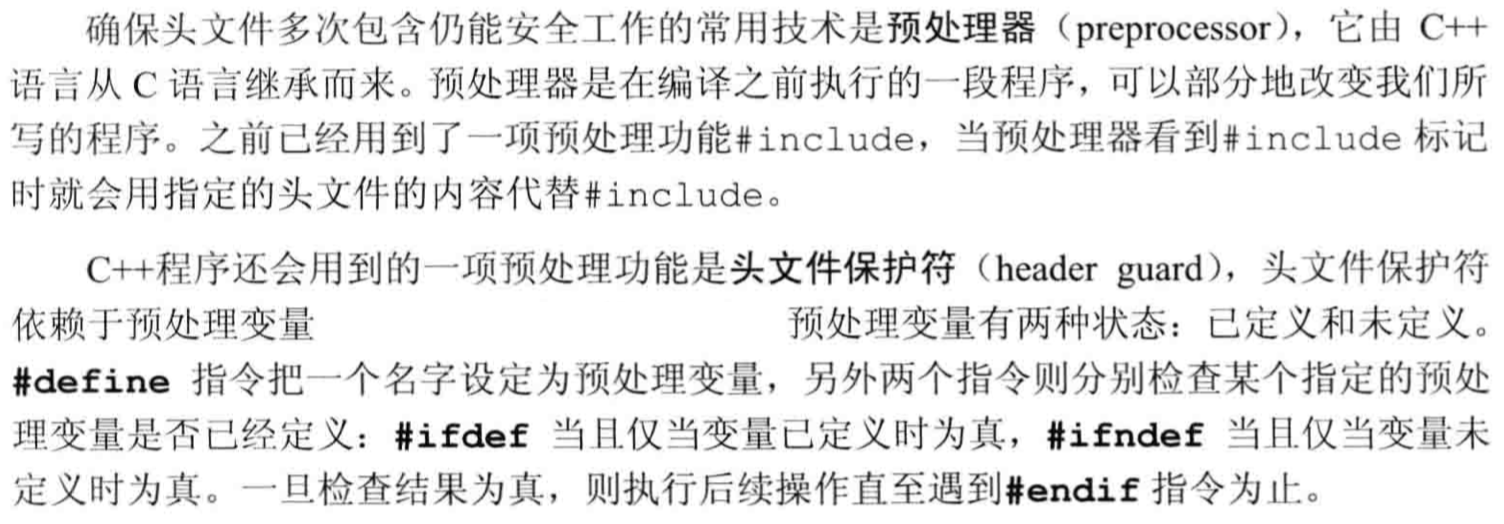 确保头文件多次包含仍能安全工作的常用技术是预处理器（preprocessor），它由 C++
语言从 C 语言继承而来。预处理器是在编译之前执行的一段程序，可以部分地改变我们所
写的程序。之前已经用到了一项预处理功能#include，当预处理器看到#include 标记
时就会用指定的头文件的内容代替#include。
C++程序还会用到的一项预处理功能是头文件保护符（header guard），头文件保护符
依赖于预处理变量 预处理变量有两种状态：已定义和未定义。
#define 指令把一个名字设定为预处理变量，另外两个指令则分别检查某个指定的预处
理变量是否已经定义：#ifdef 当且仅当变量已定义时为真，#ifndef 当且仅当变量未
定义时为真。一旦检查结果为真，则执行后续操作直至遇到#endif 指令为止。